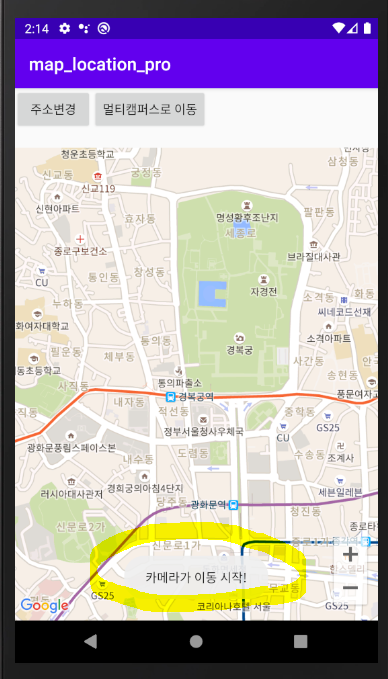 2:14
map_location_pro
주소변경
멀티캠퍼스로 이동
청운초등학교
궁정동
삼청동
신교동
신교119
신현아파트
효자동
명성황후조난지
세종로
팔판동
종로구보건소
브라질대사관
CU
통인동
창성동
자경전
누하동
소격동
화동
씨네코드선재
화여자대학교
필운동
체부동
경복궁
소격아파트
사간동
송현동
동초등학교
사직동
통의파출소
경복궁역
풍문여자고
내자동
적선동
중학동
정부서울청사우체국
GS25
CU
광화문풍림스페이스본
내수동
도렴동
수송동
조계사
경희궁의아침4단지
세븐일레븐
러시아대사관저
당주동
광화문역
청진동
신문로2가
신문로1가
종로1가
카메라가 이동 시작!
GS25
무교동
코리아나호텔 서울
Google